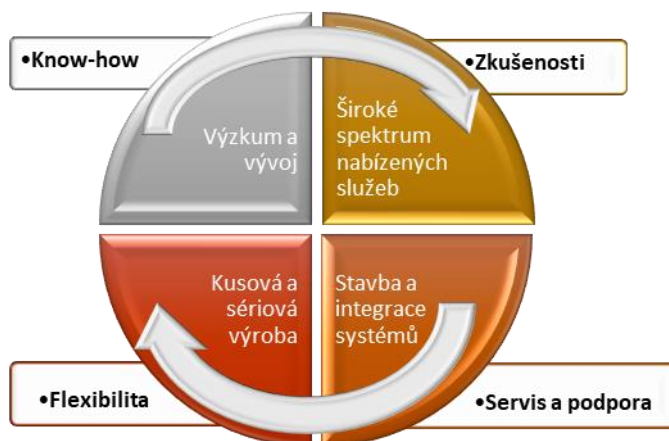 •Know-how
•Zkušenosti
Výzkum a
vývoj
Široké
spektrum
nabízených
služeb
Kusová a
sériová
výroba
Stavba a
integrace
systémů
•Flexibilita
•Servis a podpora